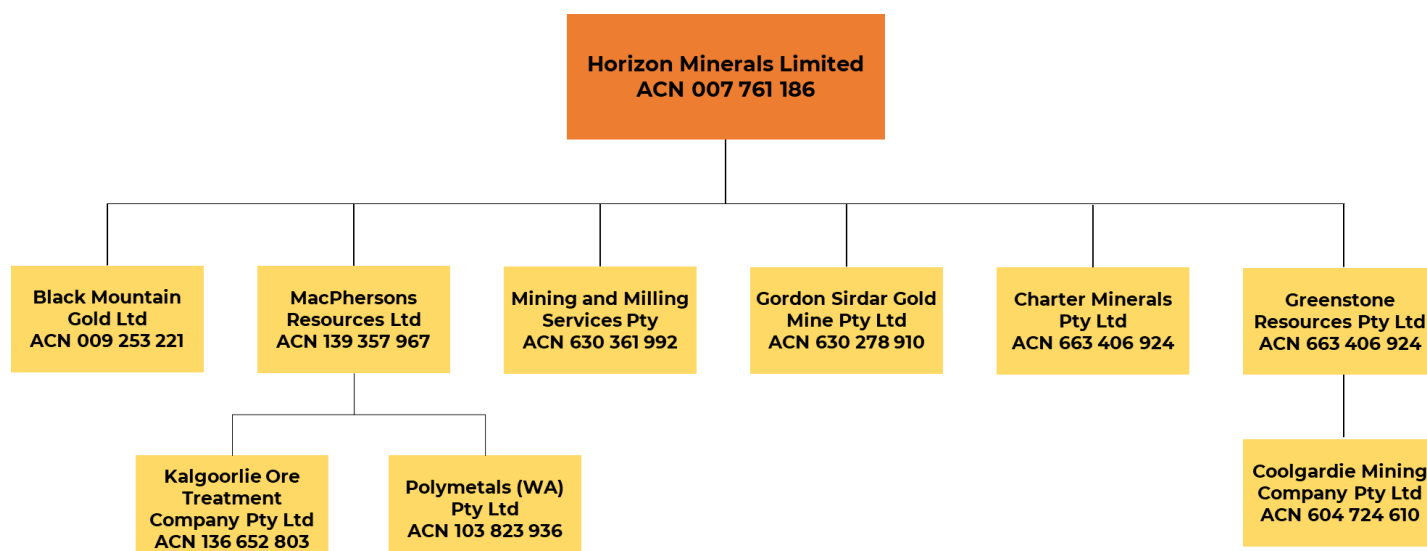 Horizon Minerals Limited
ACN 007 761 186
Black Mountain
Gold Ltd
ACN 009 253 221
MacPhersons
Resources Ltd
ACN 139 357 967
Mining and Milling
Services Pty
ACN 630 361 992
Gordon Sirdar Gold
Mine Pty Ltd
ACN 630 278 910
Charter Minerals
Pty Ltd
ACN 663 406 924
Greenstone
Resources Pty Ltd
ACN 663 406 924
Kalgoorlie Ore
Treatment
Company Pty Ltd
ACN 136 652 803
Polymetals (WA)
Pty Ltd
ACN 103 823 936
Coolgardie Mining
Company Pty Ltd
ACN 604 724 610